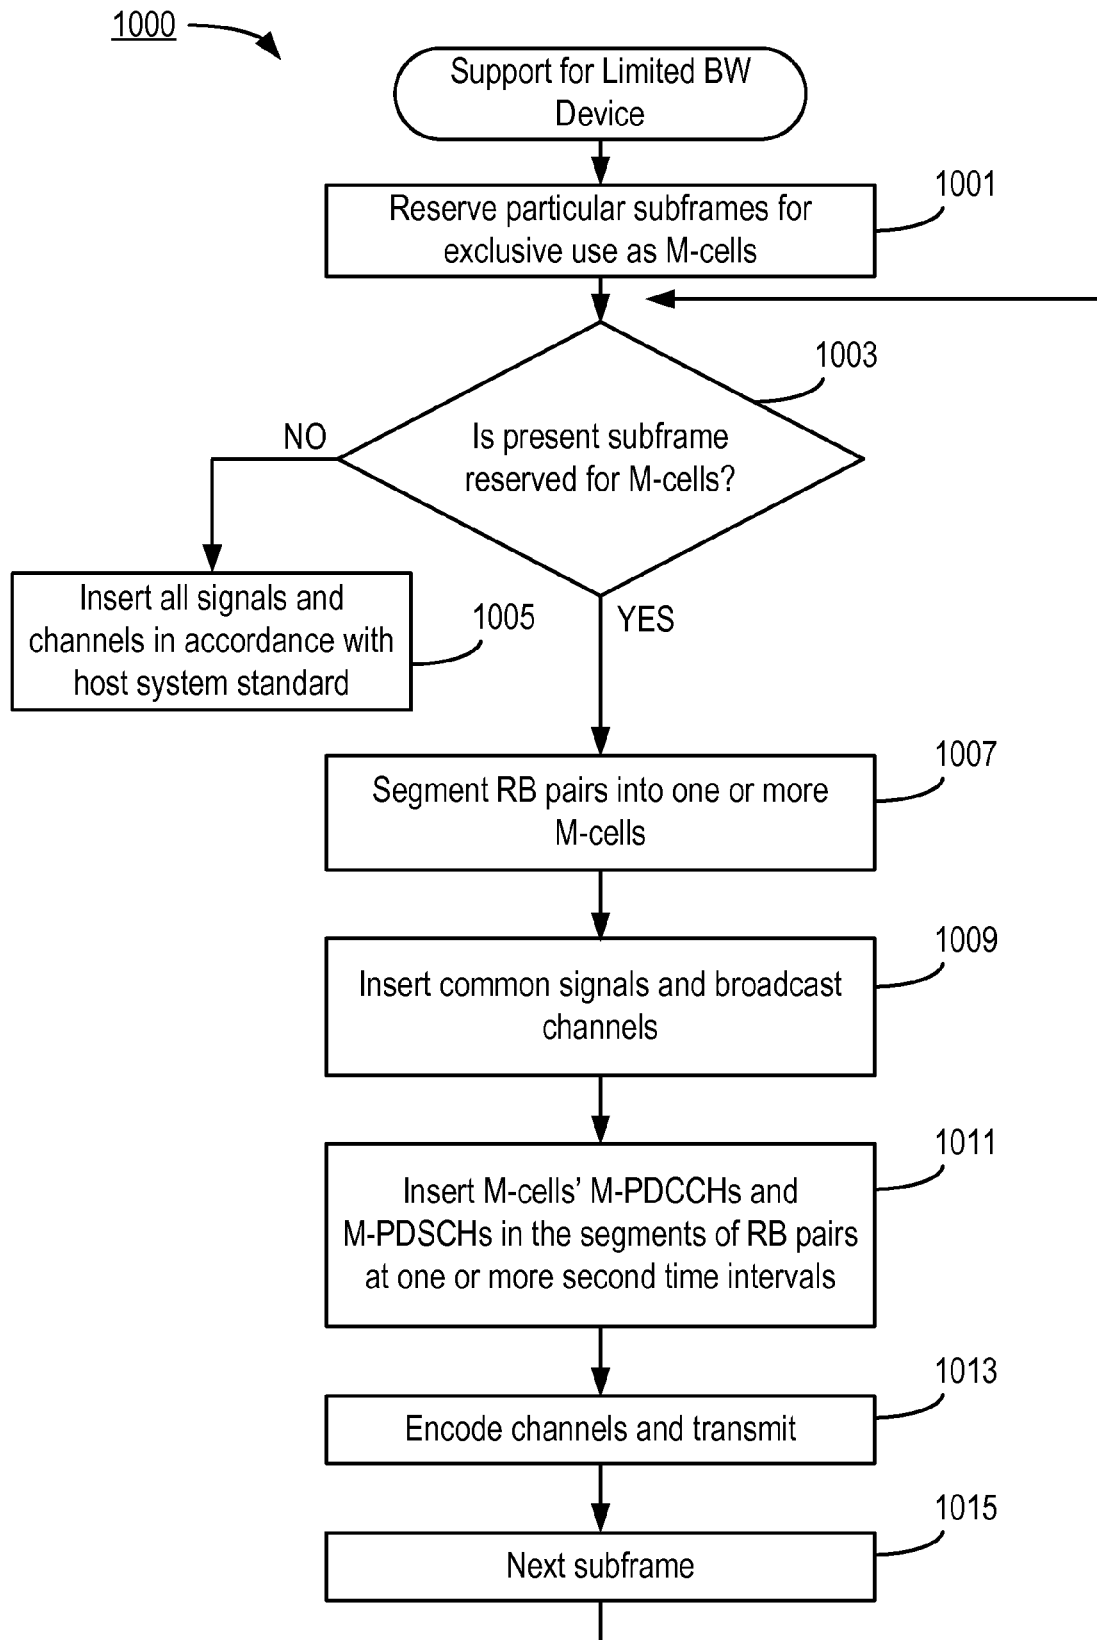 1000
Support for Limited BW
Device
1001
Reserve particular subframes for
exclusive use as M-cells
1003
Is present subframe
reserved for M-cells?
NO
YES
Insert all signals and
channels in accordance with
host system standard
1005
1007
Segment RB pairs into one or more
M-cells
1009
Insert common signals and broadcast
channels
1011
Insert M-cells’ M-PDCCHs and
M-PDSCHs in the segments of RB pairs
at one or more second time intervals
1013
Encode channels and transmit
1015
Next subframe